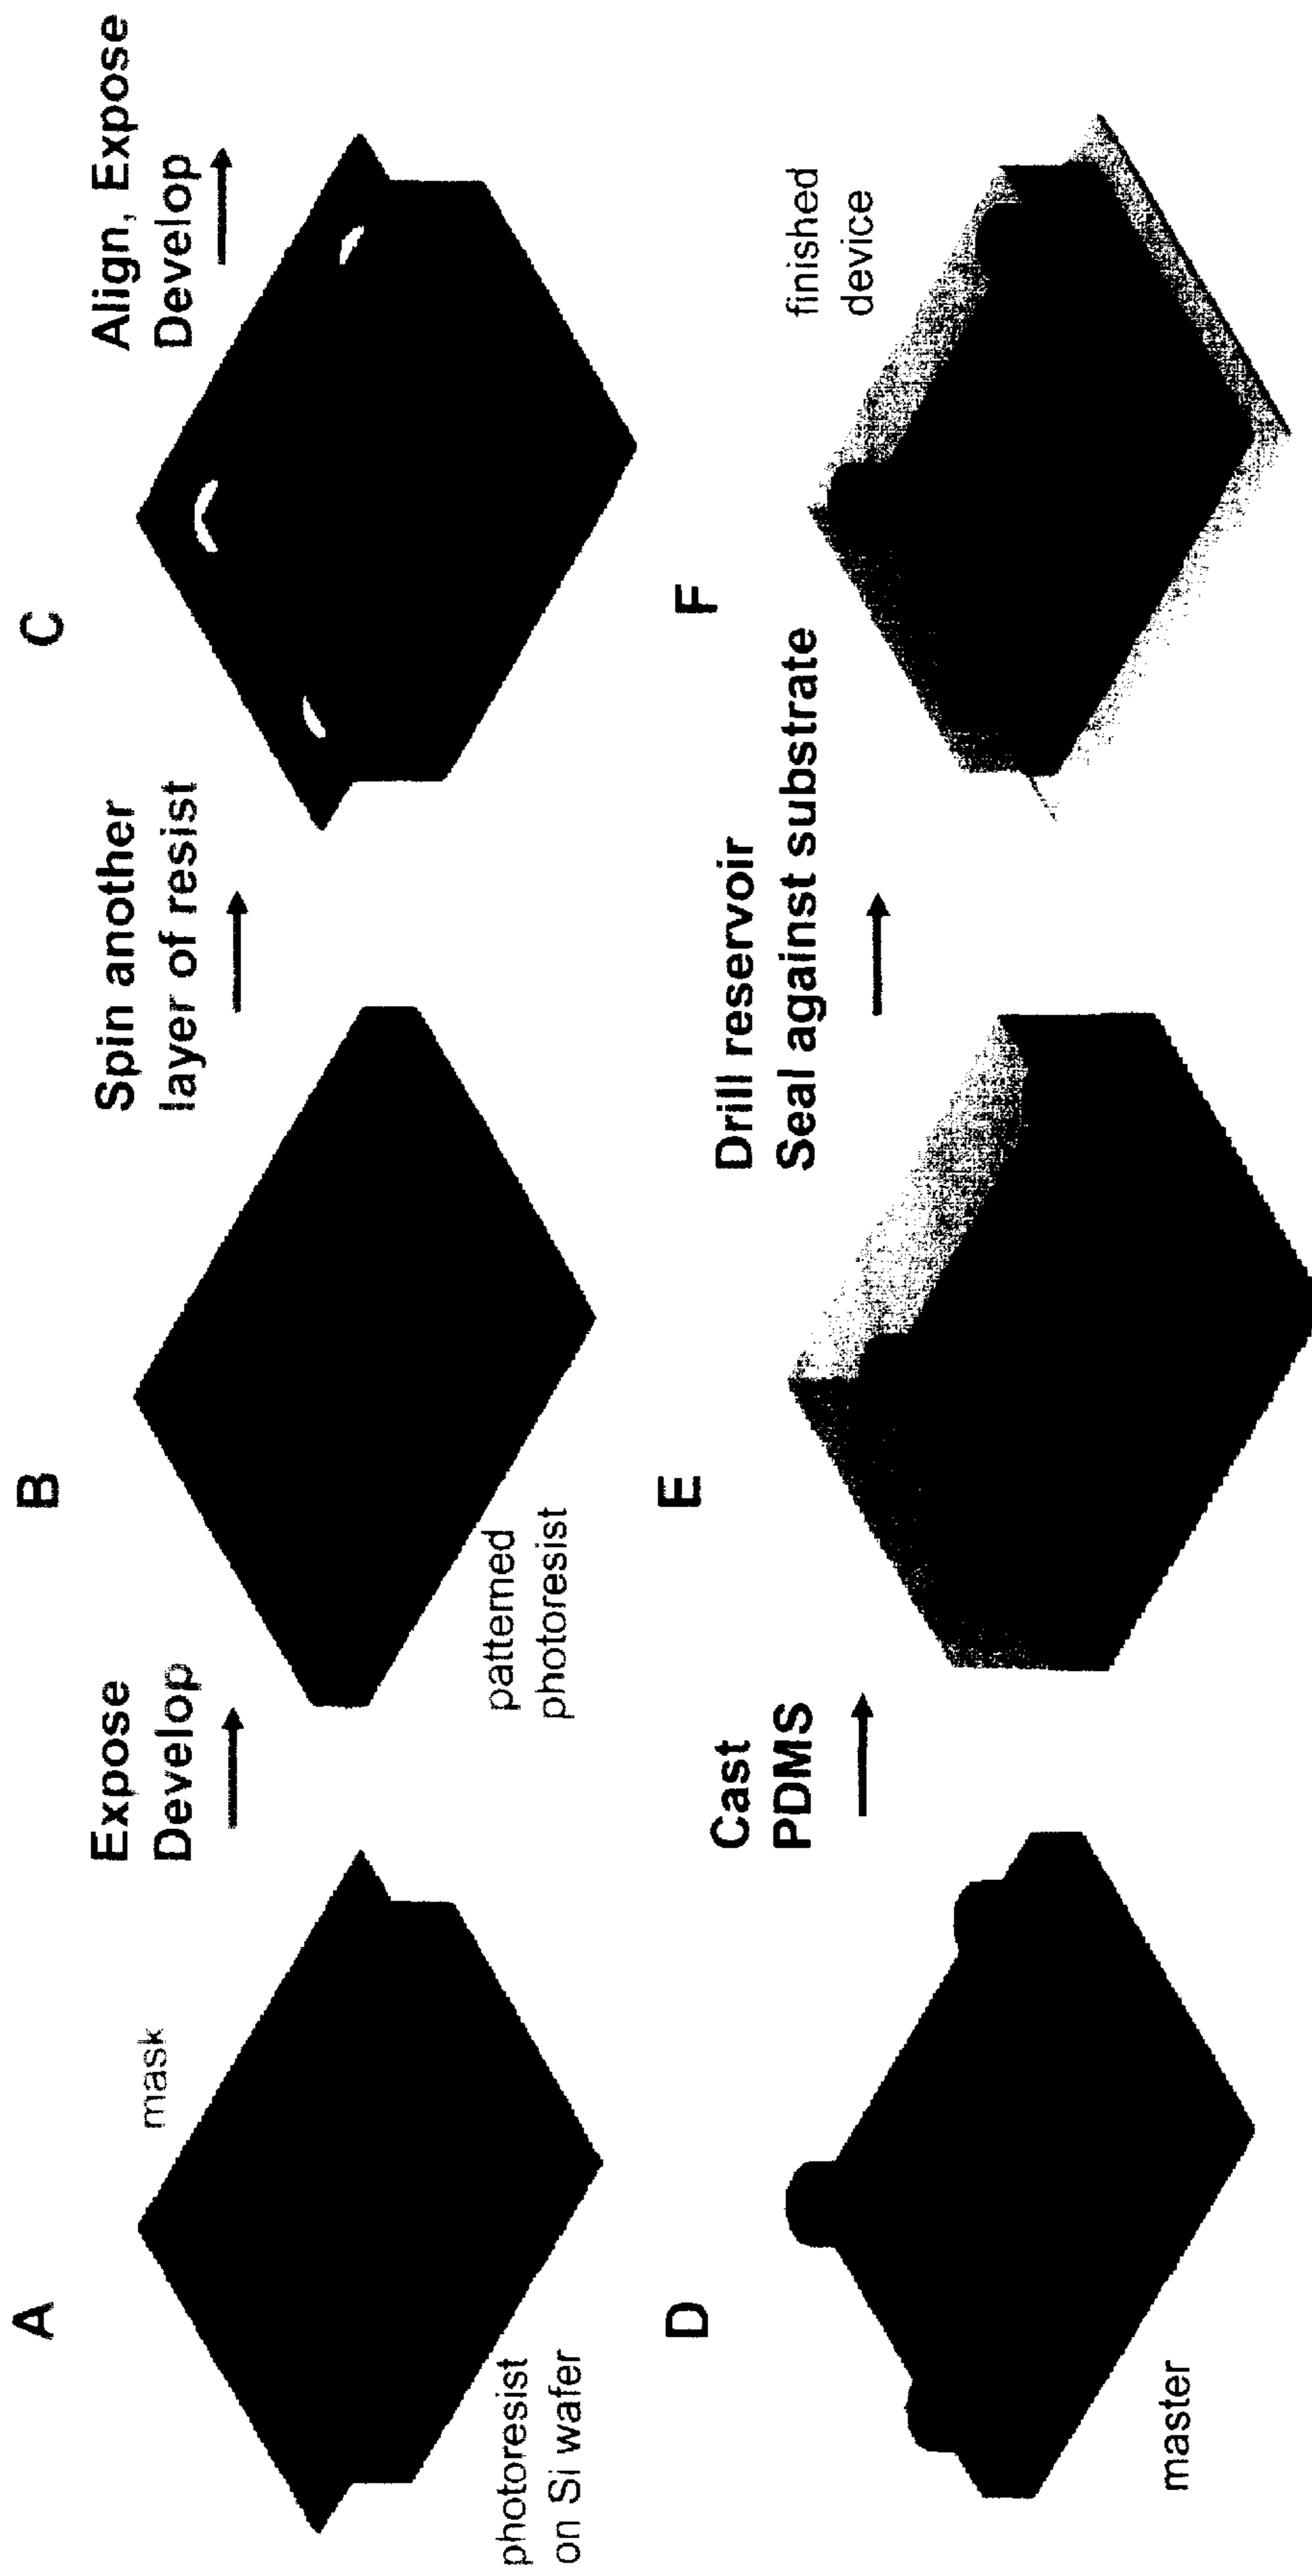 A
mask
photoresist
on Si wafer
Expose
Develop
B
patterned
photoresist
Spin another
layer of resist
C
Align, Expose
Develop
D
master
Cast
PDMS
E
Drill reservoir
Seal against substrate
F
finished
device